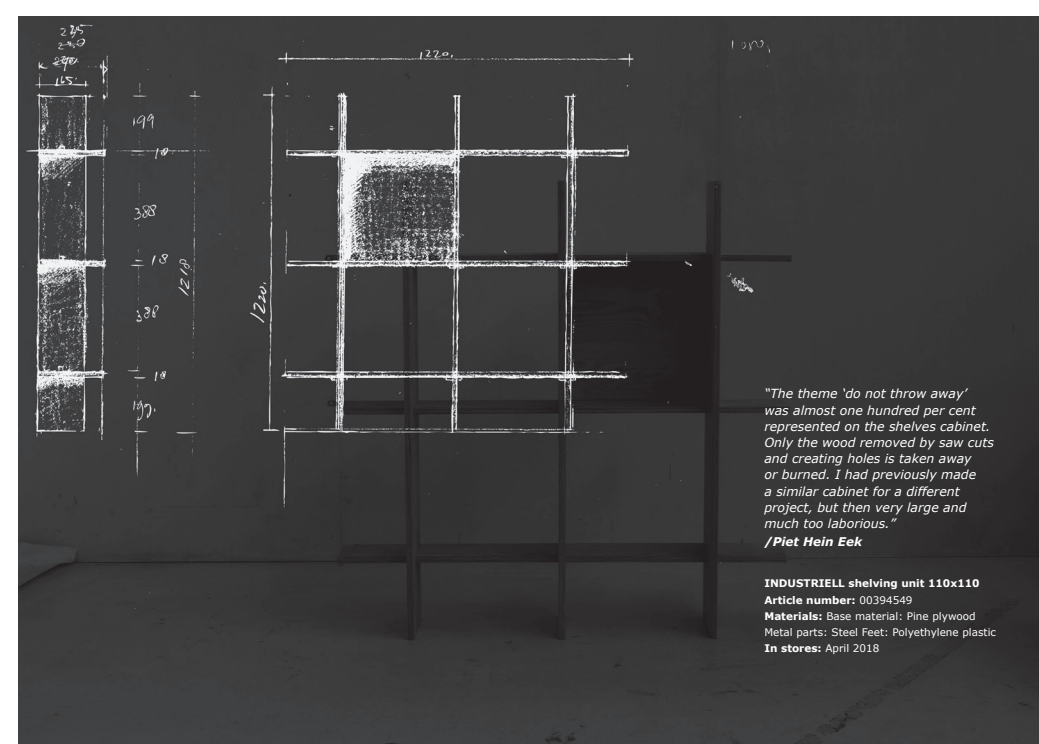 245
165.
1220.
199
18
388
18
1218
1220.
388
18
“The theme ‘do not throw away’
was almost one hundred per cent
represented on the shelves cabinet.
Only the wood removed by saw cuts
and creating holes is taken away
or burned. I had previously made
a similar cabinet for a different
project, but then very large and
much too laborious.”
/Piet Hein Eek
INDUSTRIELL shelving unit 110x110
Article number: 00394549
Materials: Base material: Pine plywood
Metal parts: Steel Feet: Polyethylene plastic
In stores: April 2018